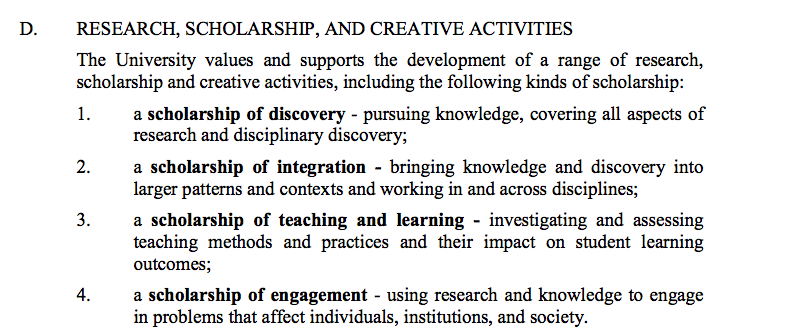 D. RESEARCH, SCHOLARSHIP, AND CREATIVE ACTIVITIES
The University values and supports the development of a range of research,
scholarship and creative activities, including the following kinds of scholarship:
1. a scholarship of discovery - pursuing knowledge, covering all aspects of
research and disciplinary discovery;
2. a scholarship of integration - bringing knowledge and discovery into
larger patterns and contexts and working in and across disciplines;
3. a scholarship of teaching and learning - investigating and assessing
teaching methods and practices and their impact on student learning
outcomes;
4. a scholarship of engagement - using research and knowledge to engage
in problems that affect individuals, institutions, and society.